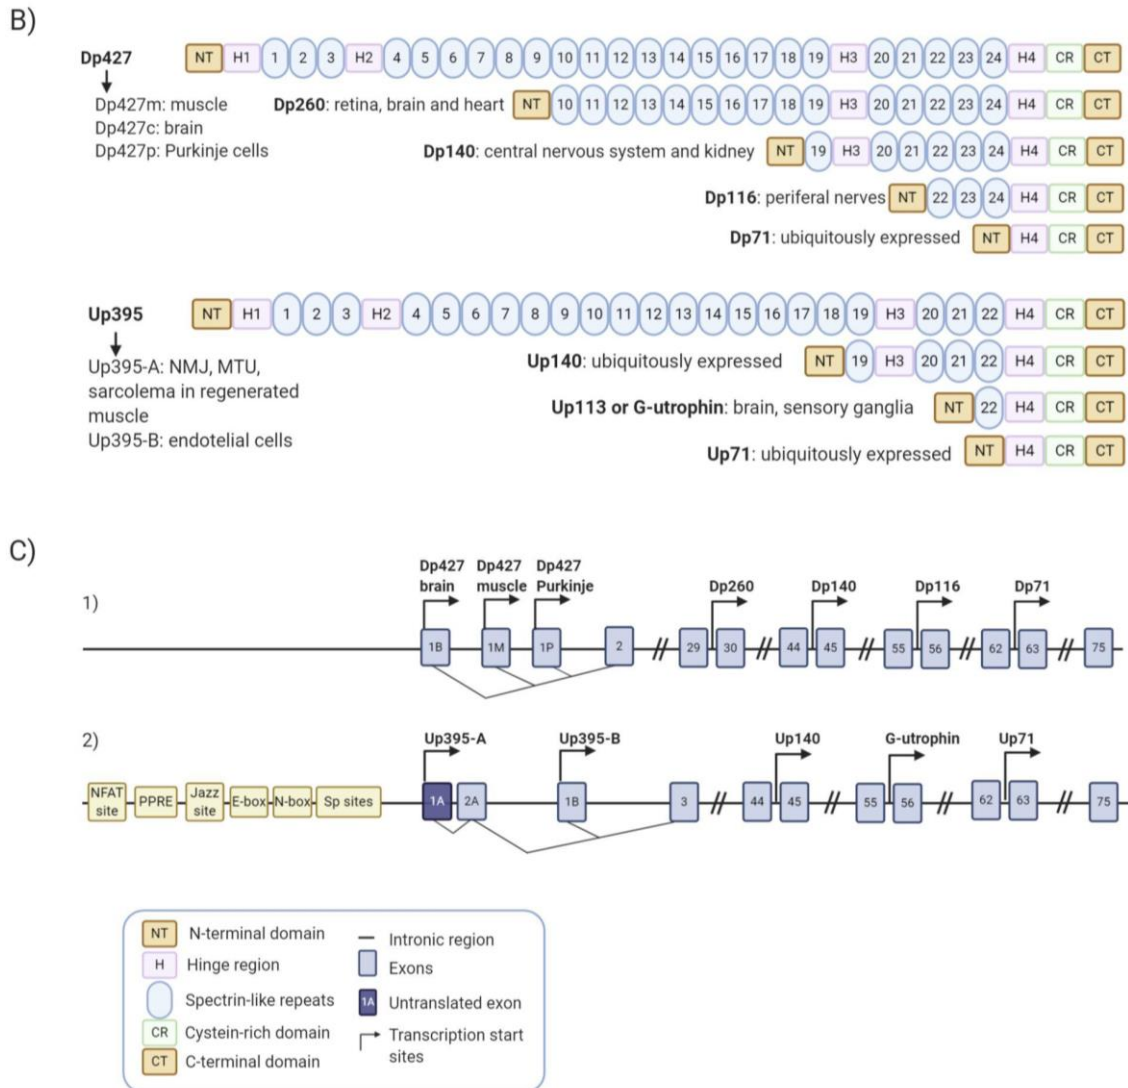 B)
Dp427 NT H1 1 2 3 H2 4 5 6 7 8 9 10 11 12 13 14 15 16 17 18 19 H3 20 21 22 23 24 H4 CR CT
Dp427m: muscle
Dp427c: brain
Dp427p: Purkinje cells
Dp260: retina, brain and heart NT 10 11 12 13 14 15 16 17 18 19 H3 20 21 22 23 24 H4 CR CT
Dp140: central nervous system and kidney NT 19 H3 20 21 22 23 24 H4 CR CT
Dp116: periferal nerves NT 22 23 24 H4 CR CT
Dp71: ubiquitously expressed NT H4 CR CT
Up395 NT H1 1 2 3 H2 4 5 6 7 8 9 10 11 12 13 14 15 16 17 18 19 H3 20 21 22 H4 CR CT
Up395-A: NMJ, MTU,
sarcolema in regenerated
muscle
Up395-B: endotelial cells
Up140: ubiquitously expressed NT 19 H3 20 21 22 H4 CR CT
Up113 or G-utrophin: brain, sensory ganglia NT 22 H4 CR CT
Up71: ubiquitously expressed NT H4 CR CT
C)
1)
Dp427 brain
Dp427 muscle
Dp427 Purkinje
Dp260
Dp140
Dp116
Dp71
1B 1M 1P 2 29 30 44 45 55 56 62 63 75
2)
Up395-A
Up395-B
Up140
G-utrophin
Up71
NFAT site
PPRE
Jazz site
E-box
N-box
Sp sites
1A 2A 1B 3 44 45 55 56 62 63 75
NT N-terminal domain
H Hinge region
Spectrin-like repeats
CR Cystein-rich domain
CT C-terminal domain
Intronic region
Exons
1A Untranslated exon
Transcription start
sites